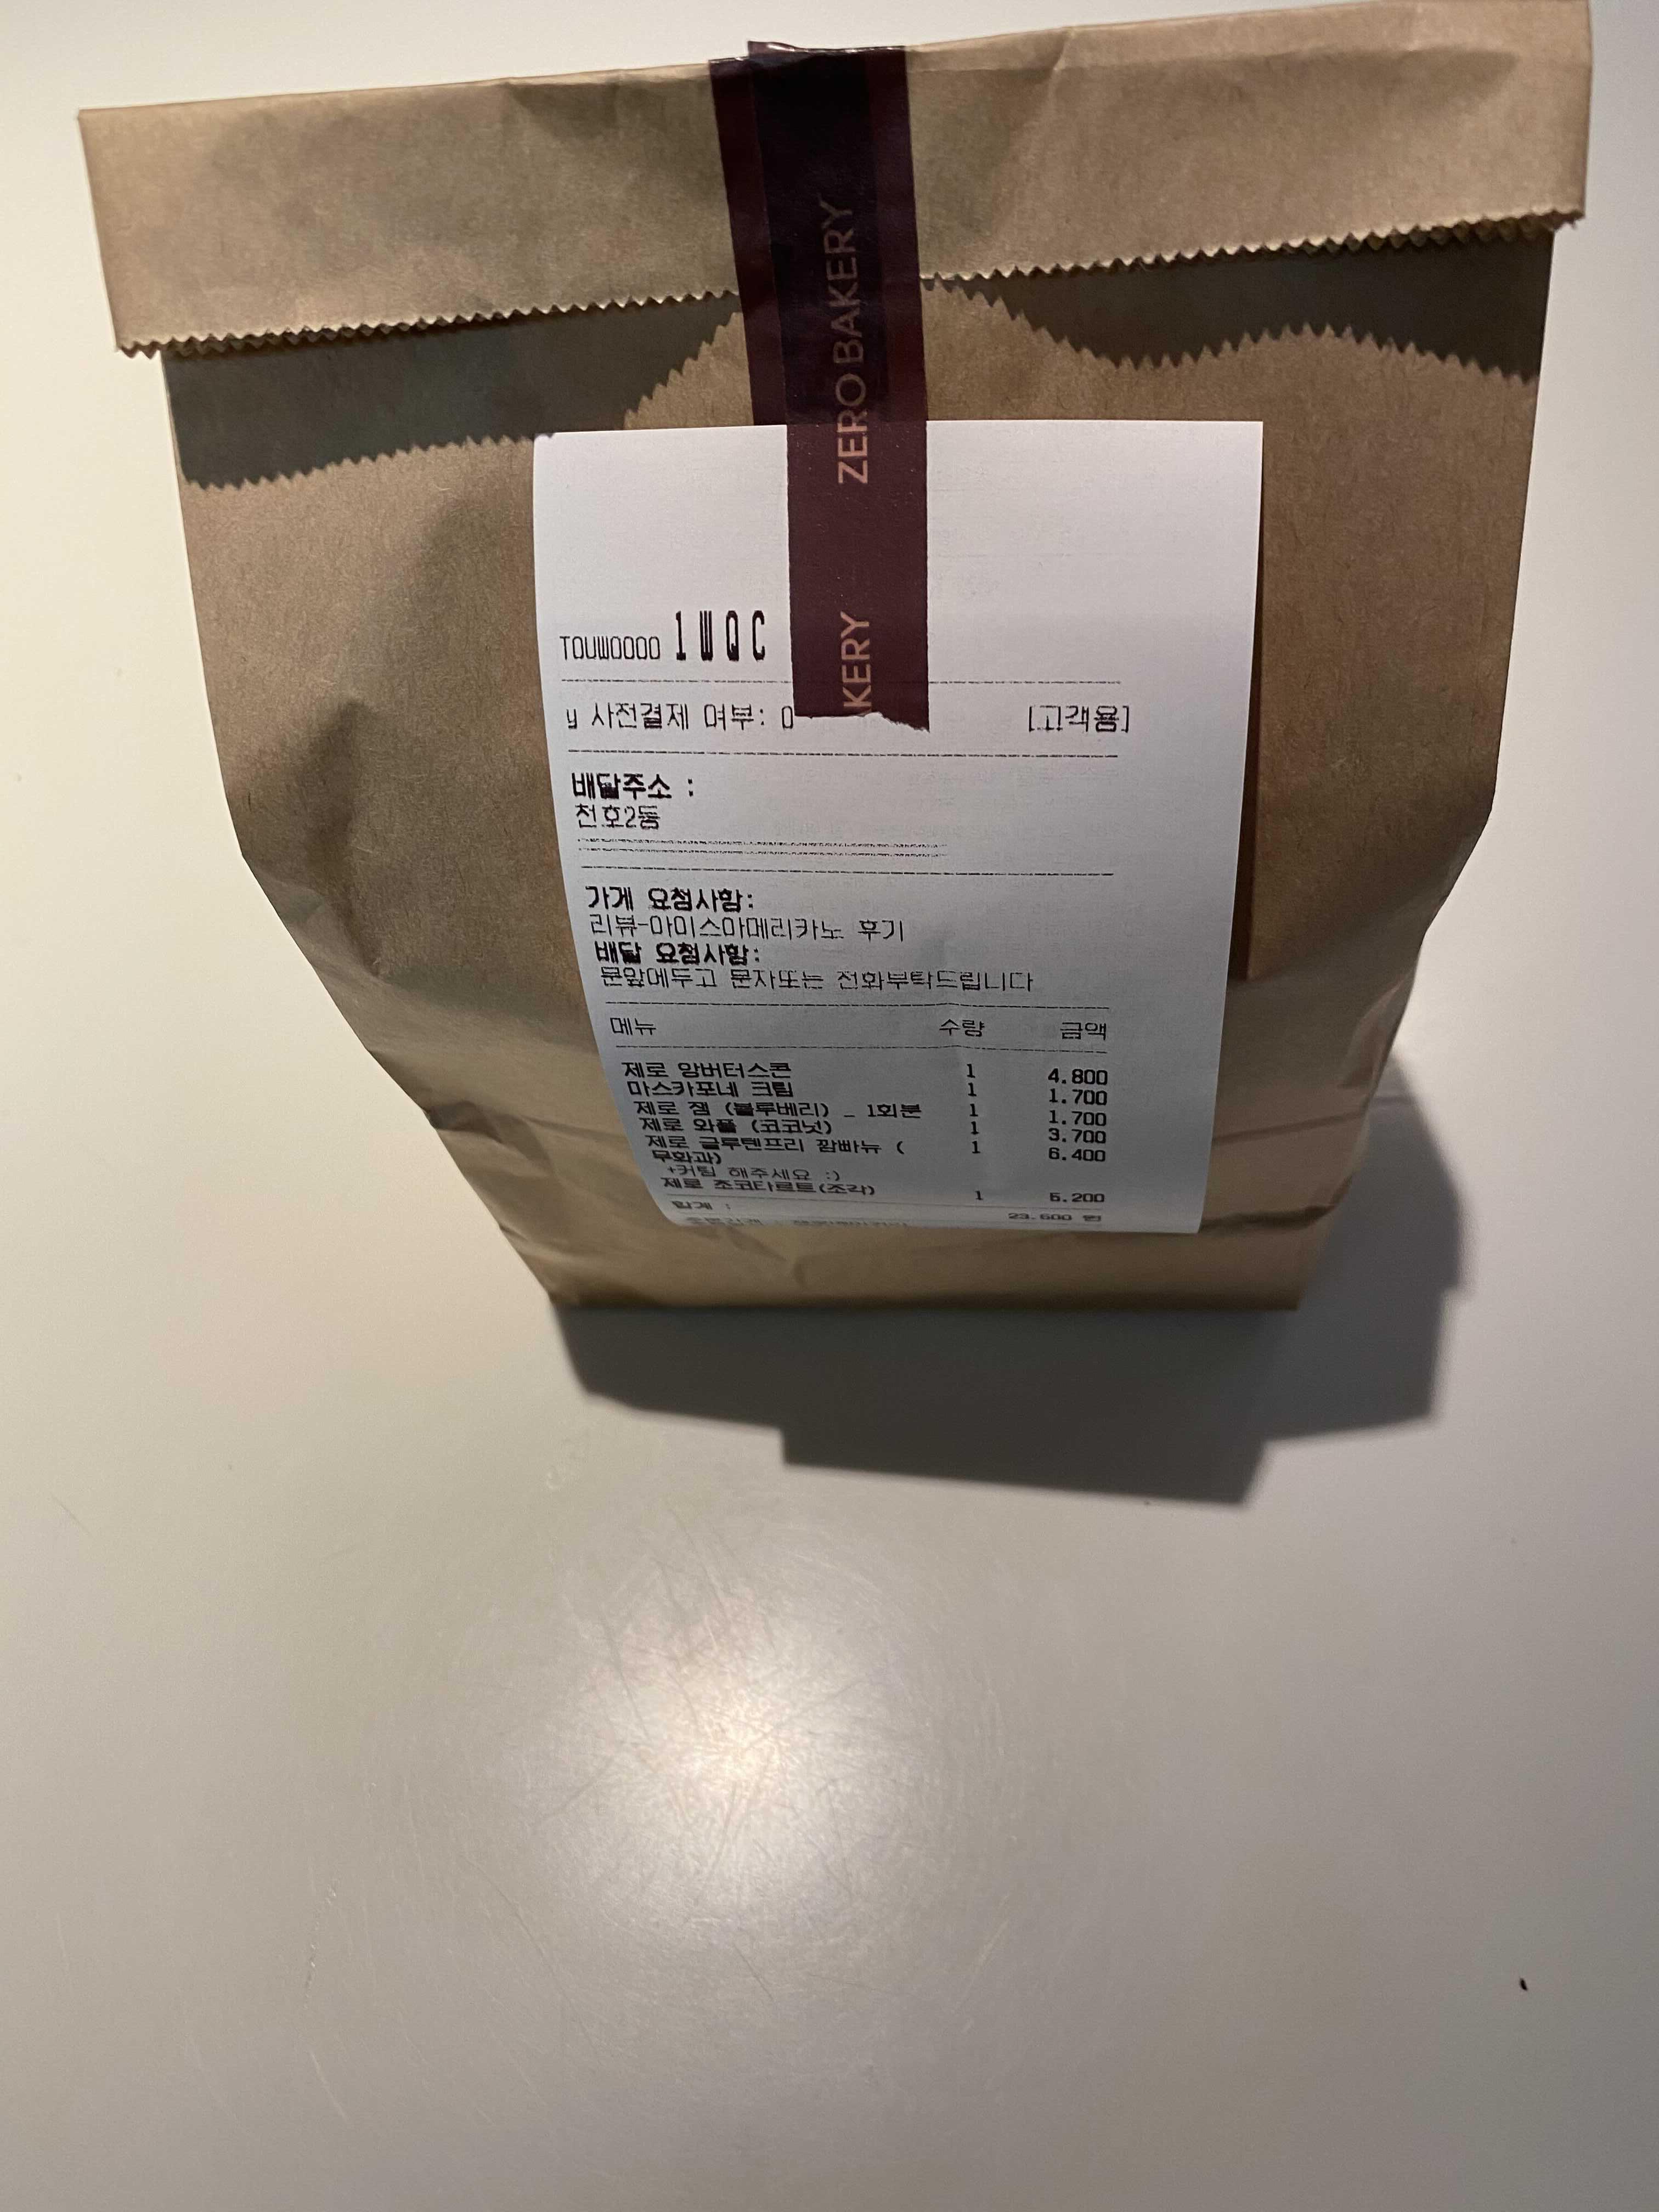 ZERO BAKERY
KERY
TOUW0000 1WQC
y 사전결제 여부: O
[고객용]
배달주소 :
천호2동
가게 요청사항:
리뷰-아이스아메리카노 후기
배달 요청사항:
문앞에두고 문자또는 전화부탁드립니다
메뉴 수량 금액
제로 앙버터스콘 1 4.800
마스카포네 크림 1 1.700
제로 잼 (블루베리) _ 1회분 1 1.700
제로 와플 (코코넛) 1 3.700
제로 글루텐프리 깜빠뉴 ( 1 6.400
무화과)
+커팅 해주세요 :)
제로 초코타르트(조각) 1 5.200
합계 : 23.500 원